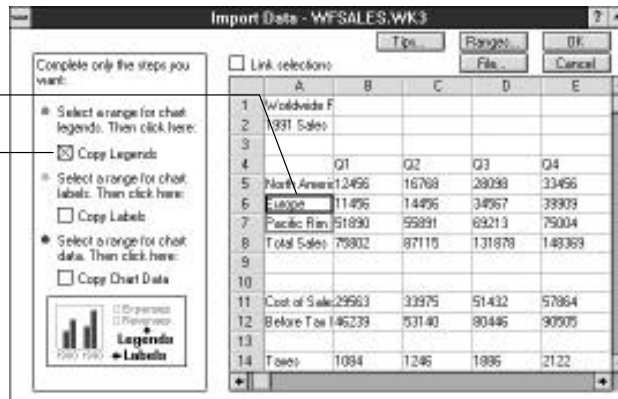 Import Data - WFSALES.WK3
?
Tips... Ranges... OK
Link selections File... Cancel
Complete only the steps you
want:
Select a range for chart
legends. Then click here:
Copy Legends
Select a range for chart
labels. Then click here:
Copy Labels
Select a range for chart
data. Then click here:
Copy Chart Data
Expenses
Revenues
Legends
1990 1990 Labels
A B C D E
1 Worldwide F
2 1991 Sales
3
4 Q1 Q2 Q3 Q4
5 North Americ 12456 16768 28098 33456
6 Europe 11456 14456 34567 39909
7 Pacific Rim 51890 55891 69213 75004
8 Total Sales 75802 87115 131878 148369
9
10
11 Cost of Sale 29563 33975 51432 57864
12 Before Tax I 46239 53140 80446 90505
13
14 Taxes 1084 1246 1886 2122